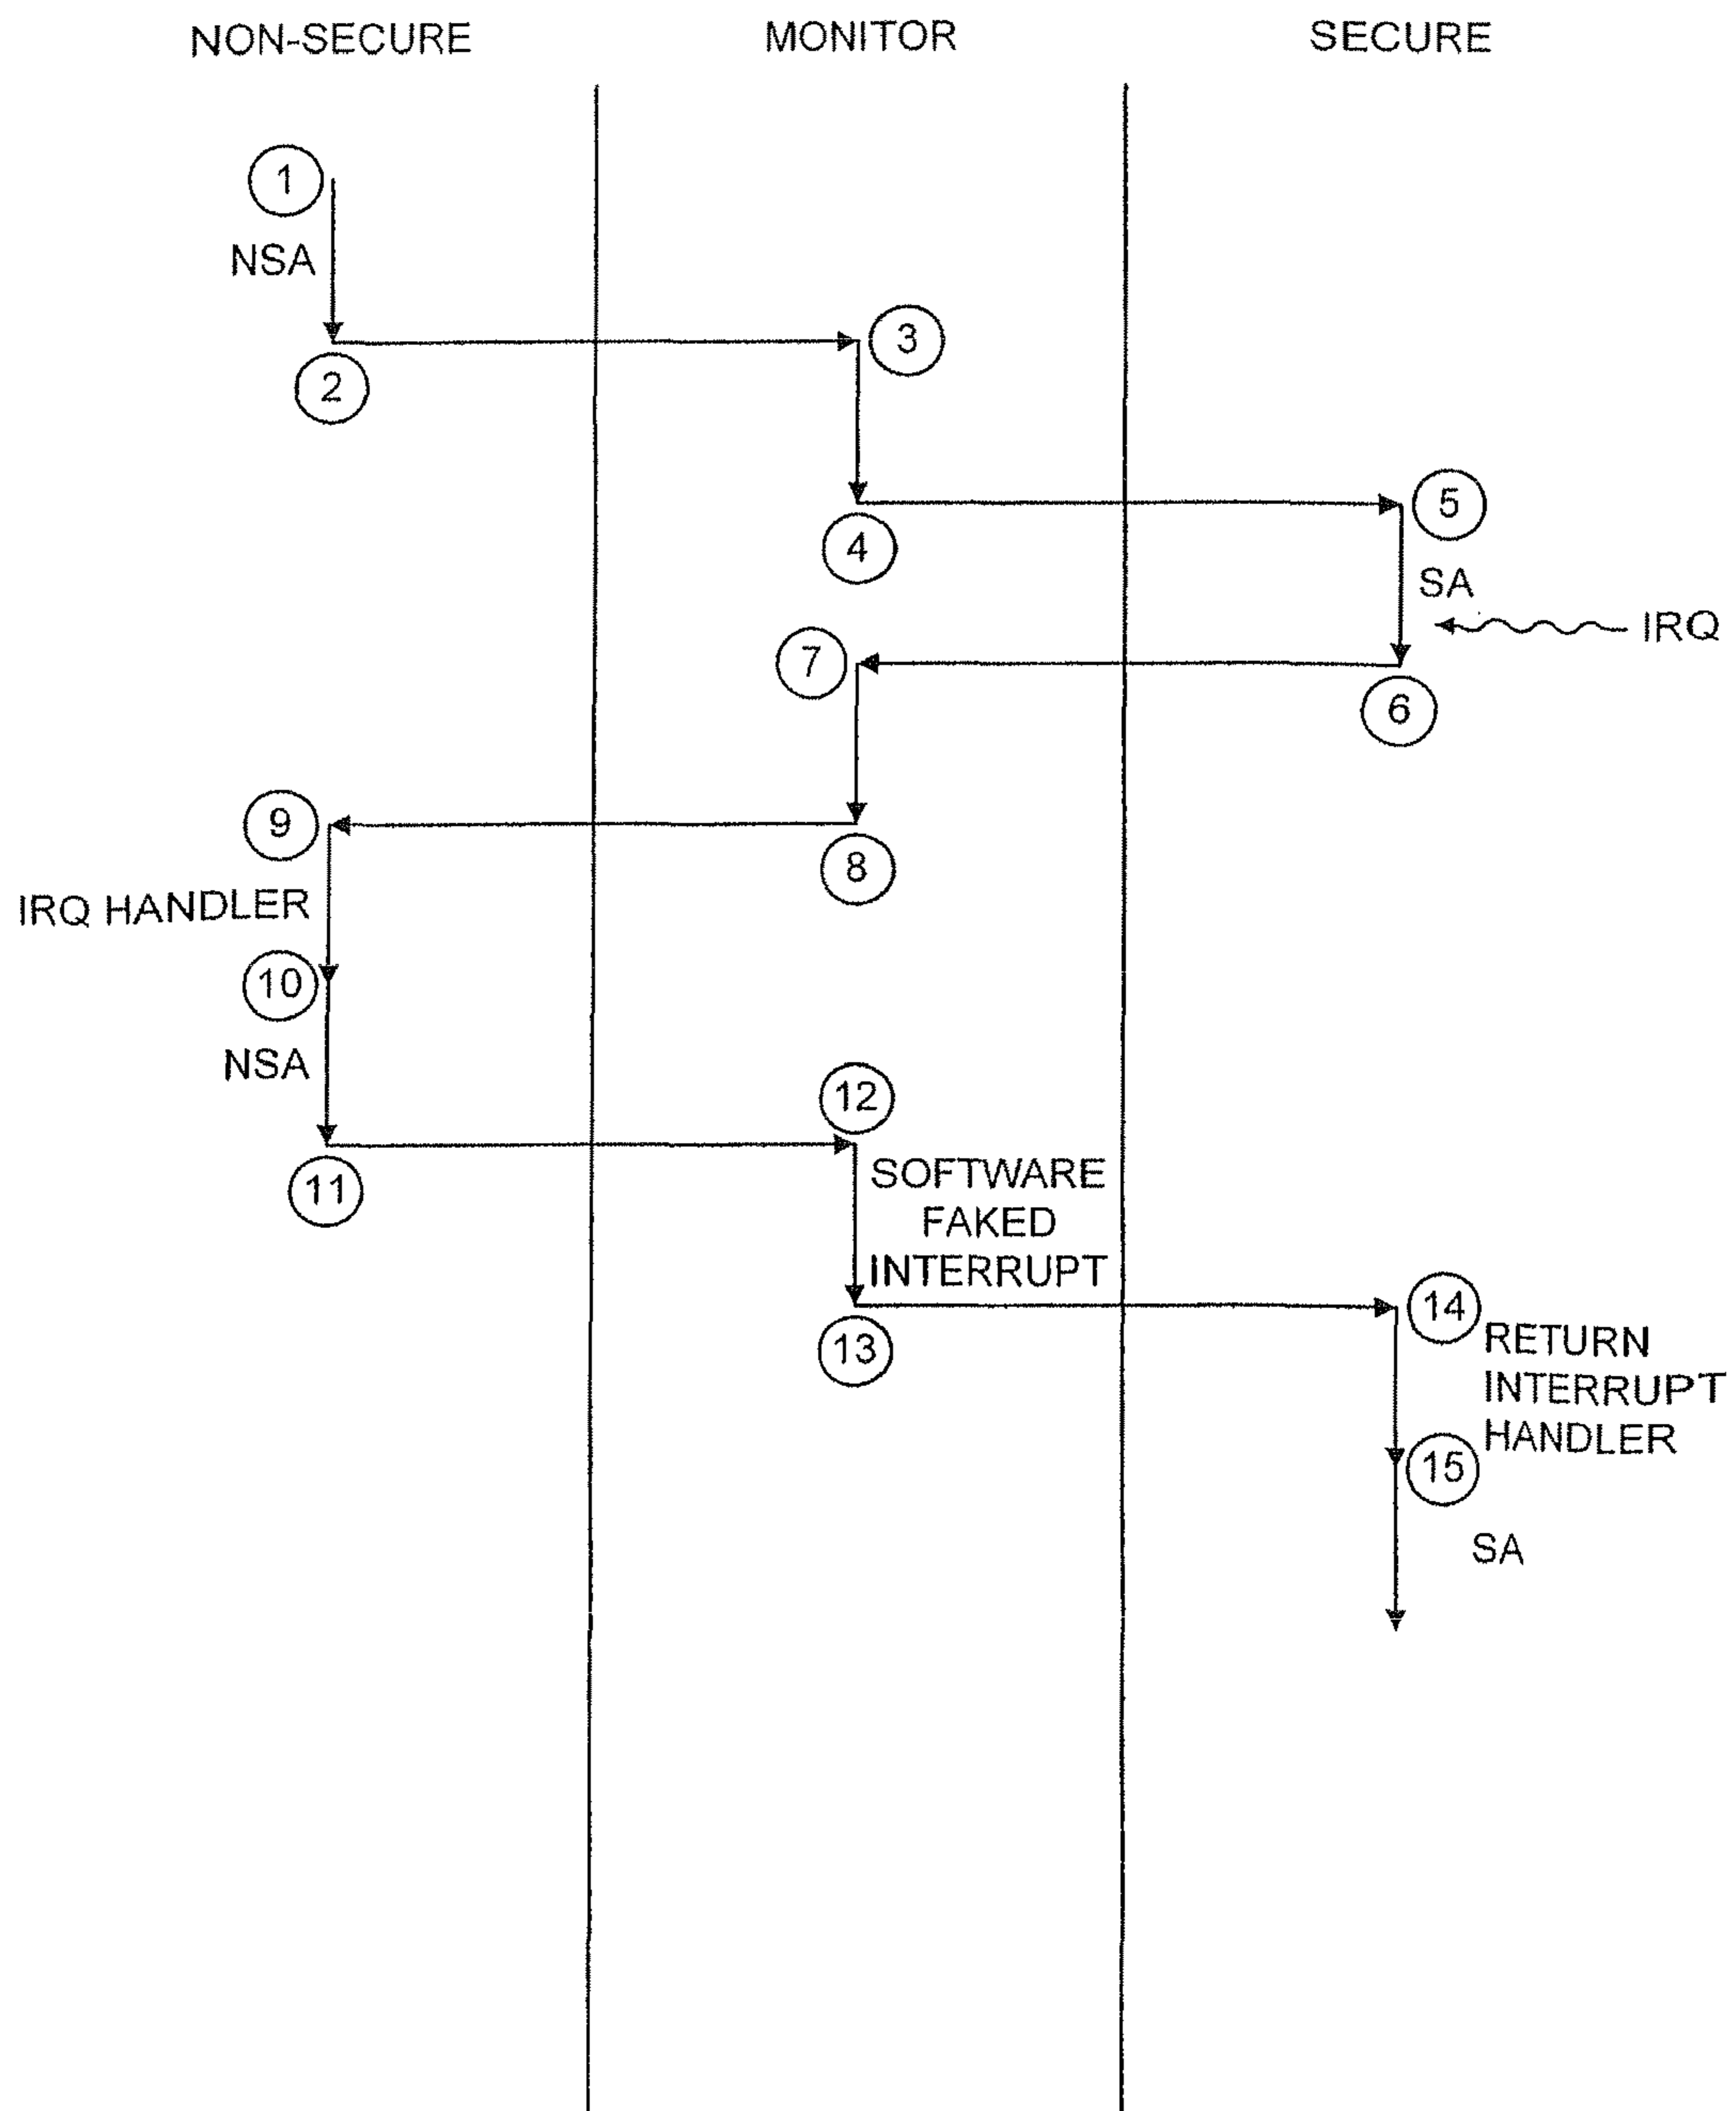 NON-SECURE
MONITOR
SECURE
1
NSA
2
3
4
5
SA
IRQ
6
7
8
9
IRQ HANDLER
10
NSA
11
12
SOFTWARE
FAKED
INTERRUPT
13
14
RETURN
INTERRUPT
HANDLER
15
SA